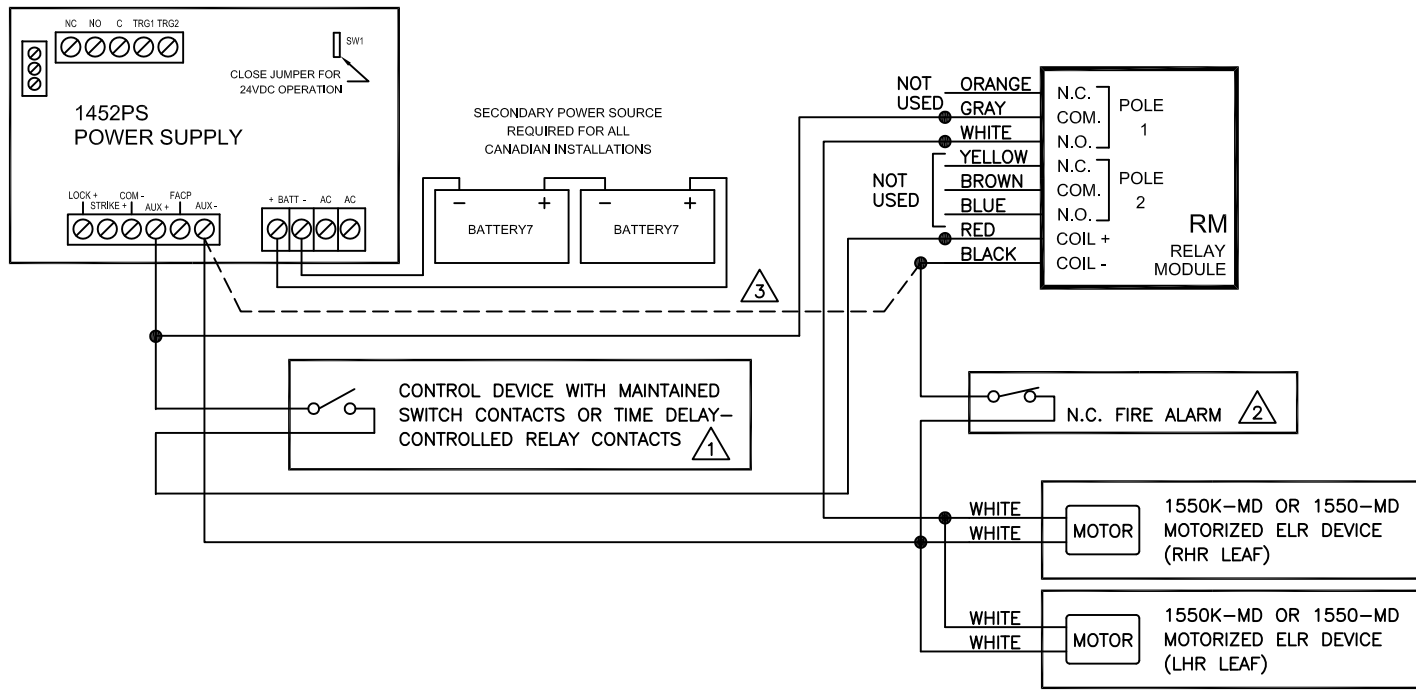 NC NO C TRG1 TRG2
SW1
CLOSE JUMPER FOR
24VDC OPERATION
1452PS
POWER SUPPLY
LOCK + COM - FACP
STRIKE + AUX + AUX -
+ BATT - AC AC
SECONDARY POWER SOURCE
REQUIRED FOR ALL
CANADIAN INSTALLATIONS
− +
BATTERY7
− +
BATTERY7
NOT
USED
ORANGE
GRAY
WHITE
NOT
USED
YELLOW
BROWN
BLUE
RED
BLACK
N.C.
COM.
N.O.
POLE
1
N.C.
COM.
N.O.
POLE
2
COIL +
COIL -
RM
RELAY
MODULE
3
CONTROL DEVICE WITH MAINTAINED
SWITCH CONTACTS OR TIME DELAY−
CONTROLLED RELAY CONTACTS 1
N.C. FIRE ALARM 2
WHITE
WHITE
MOTOR
1550K−MD OR 1550−MD
MOTORIZED ELR DEVICE
(RHR LEAF)
WHITE
WHITE
MOTOR
1550K−MD OR 1550−MD
MOTORIZED ELR DEVICE
(LHR LEAF)